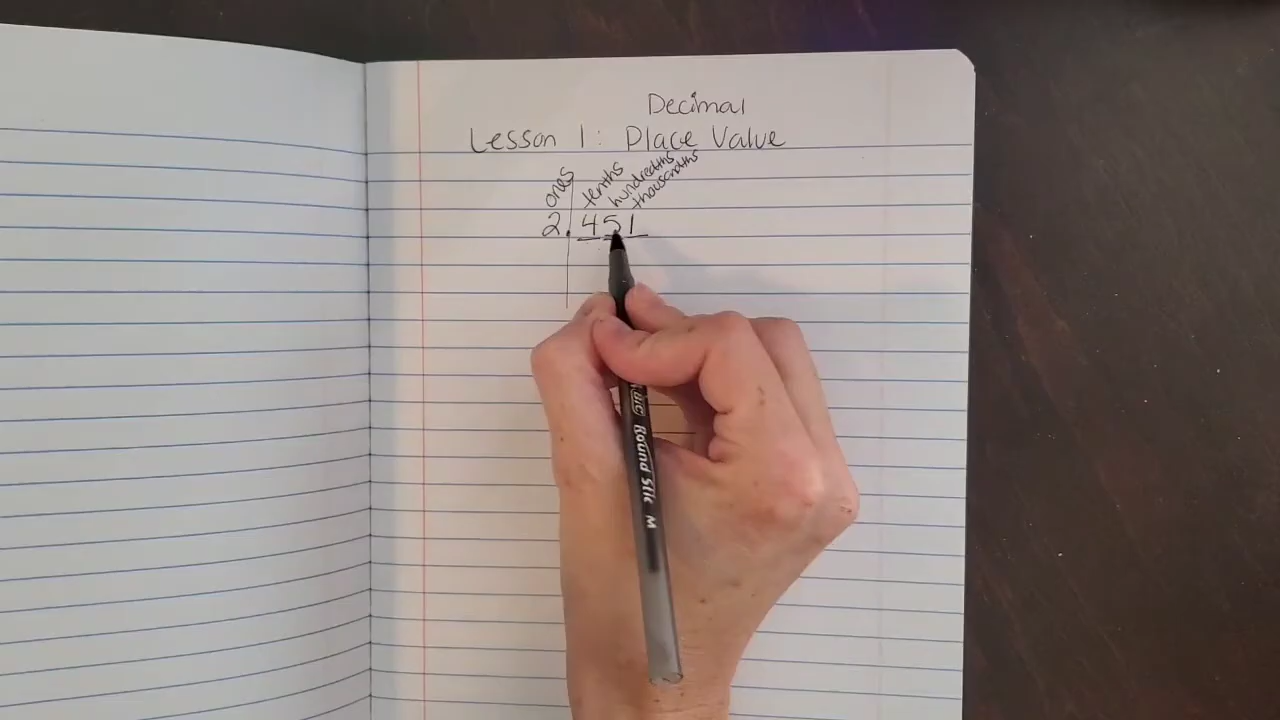 Decimal
Lesson 1: Place Value
ones tenths hundredths thousandths
2.451
BIC Round Stic M